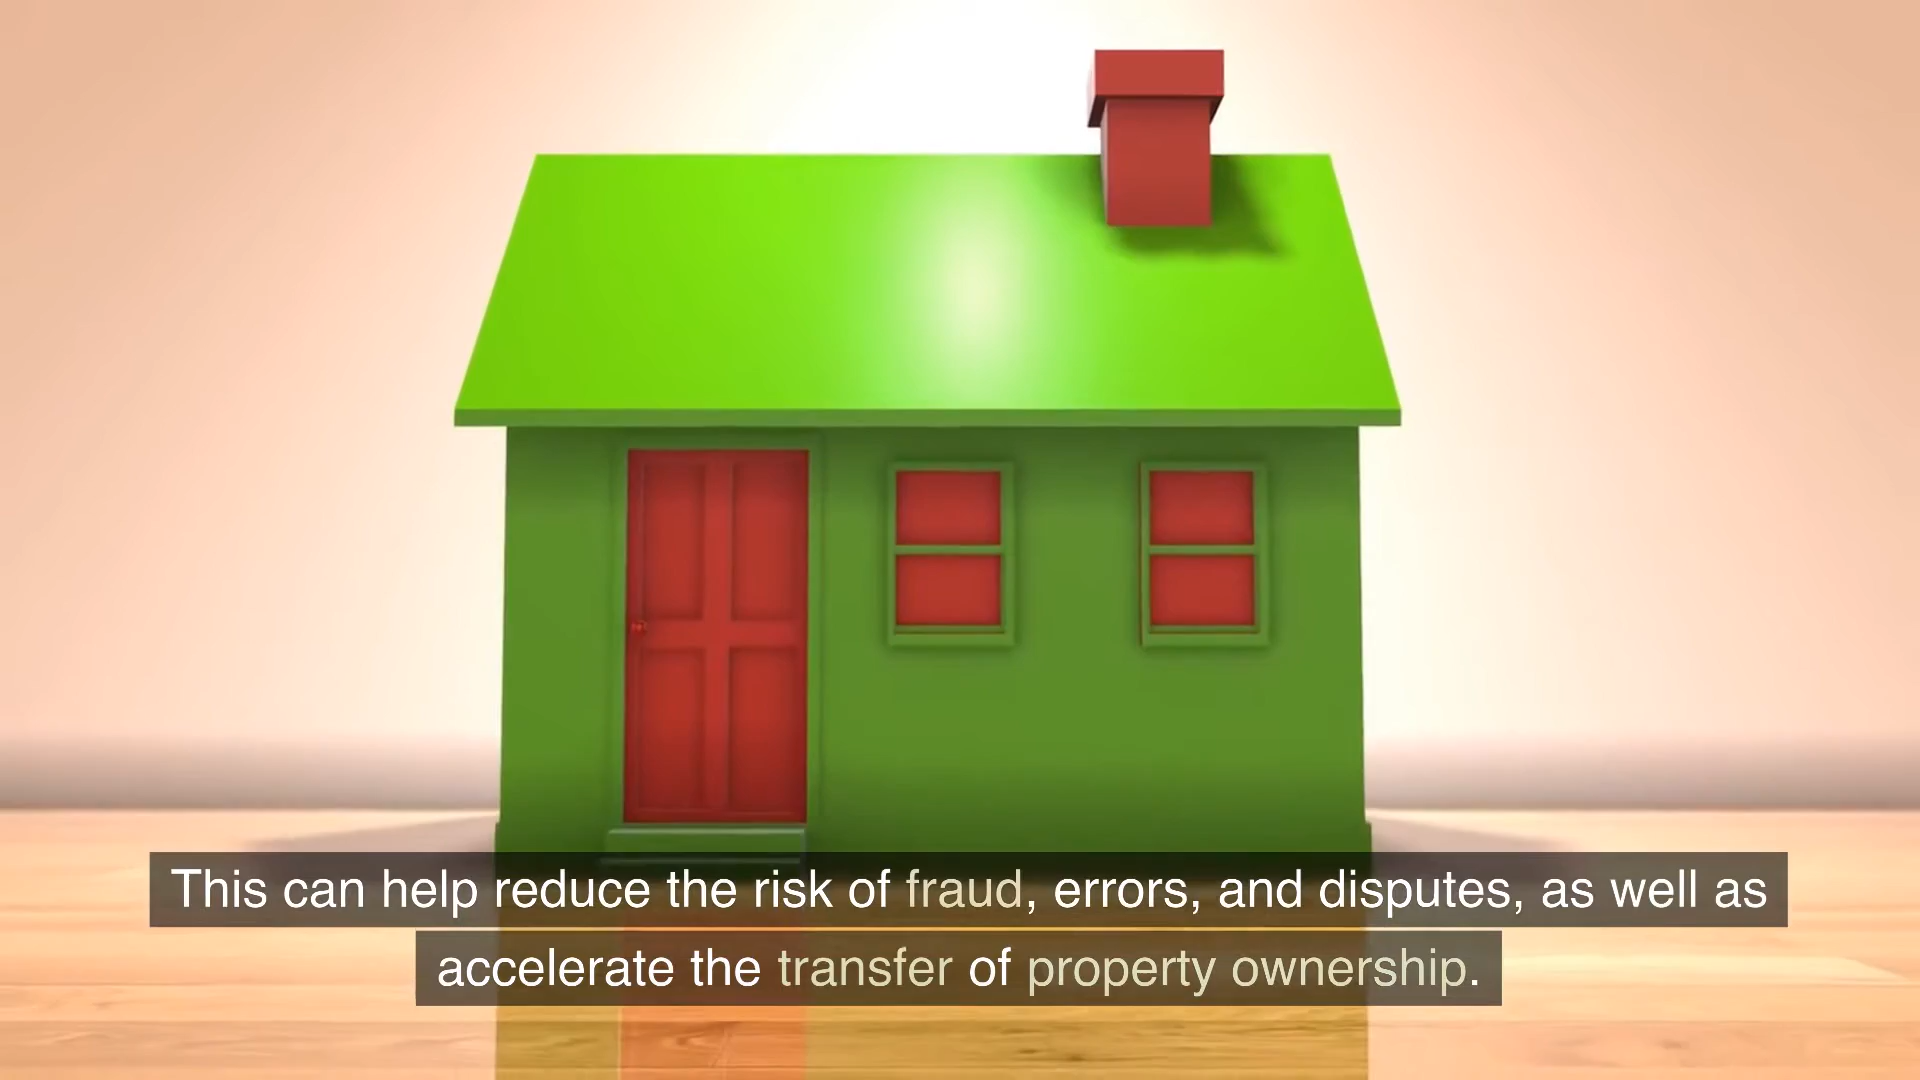 This can help reduce the risk of fraud, errors, and disputes, as well as
accelerate the transfer of property ownership.